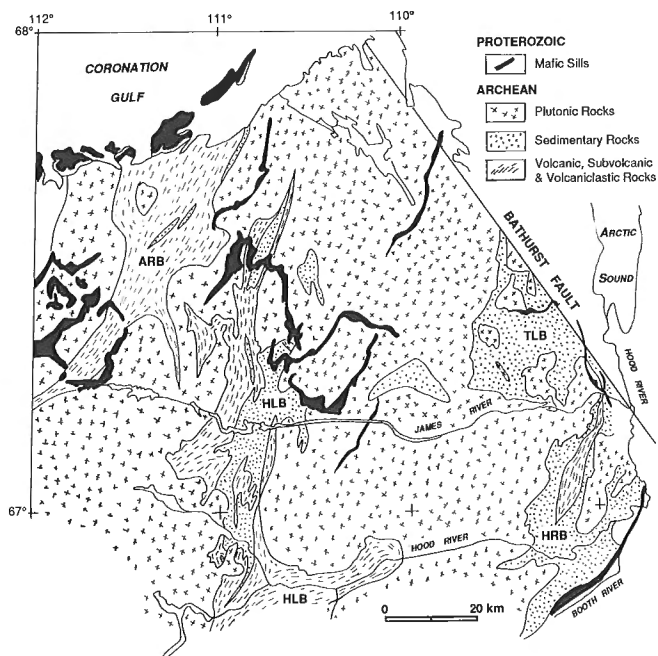 112°
111°
110°
68°
CORONATION
GULF
PROTEROZOIC
Mafic Sills
ARCHEAN
Plutonic Rocks
Sedimentary Rocks
Volcanic, Subvolcanic
& Volcaniclastic Rocks
BATHURST FAULT
ARCTIC
SOUND
ARB
TLB
HOOD RIVER
HLB
JAMES RIVER
67°
HOOD RIVER
HRB
HLB
0 20 km
BOOTH RIVER